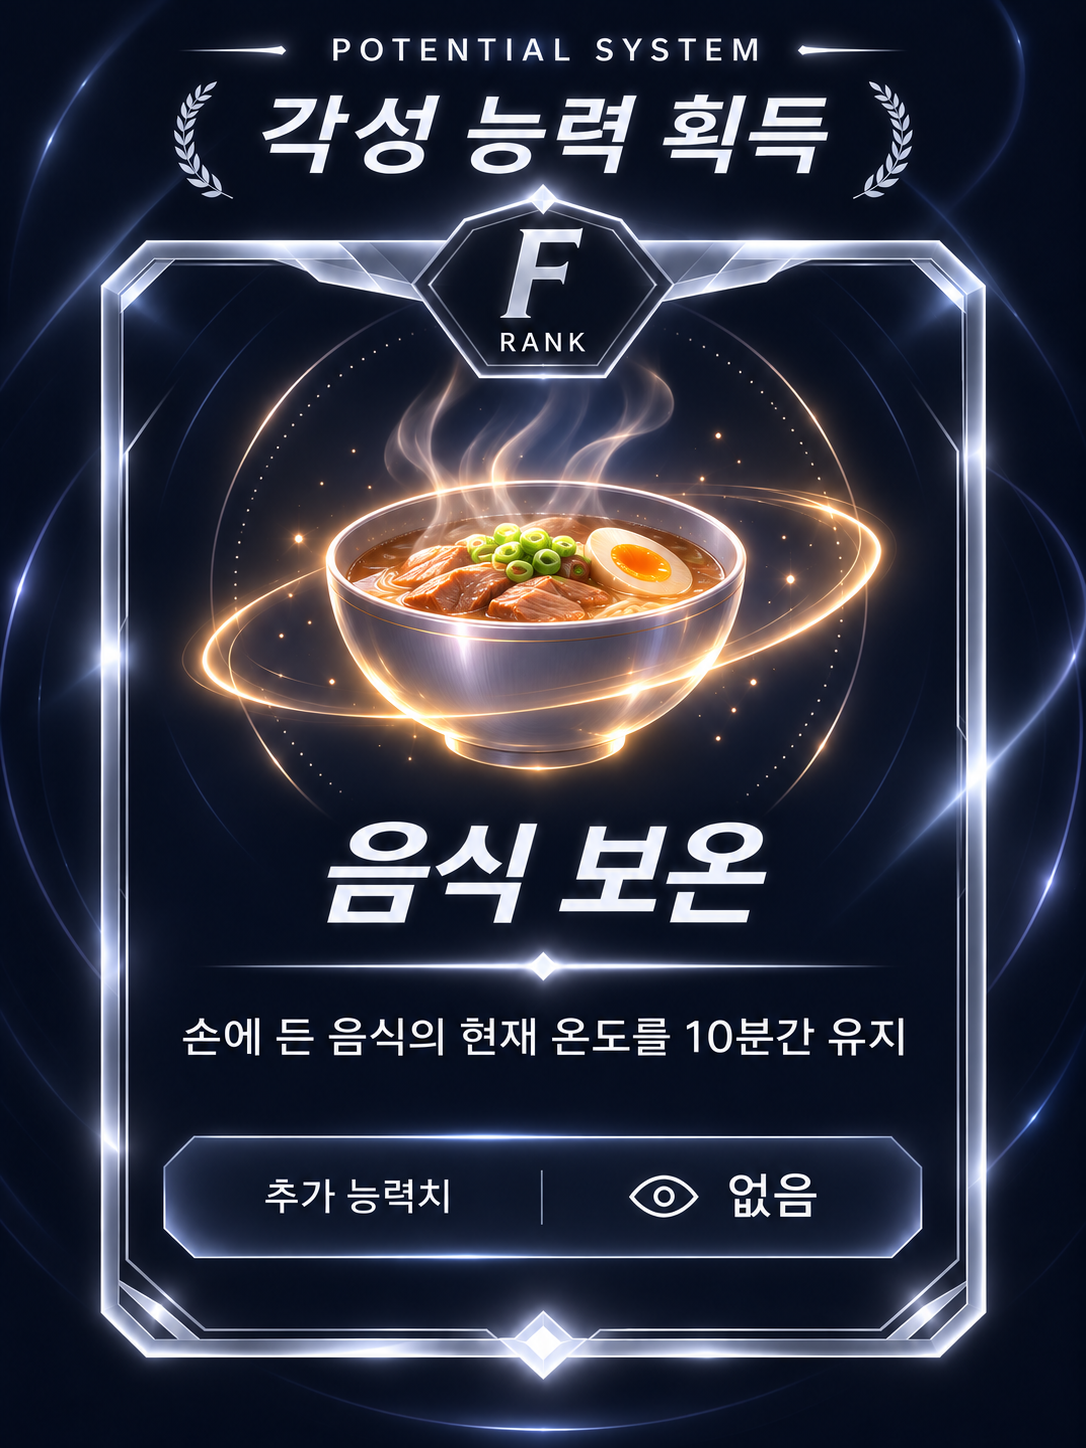 POTENTIAL SYSTEM
각성 능력 획득
F
RANK
음식 보온
손에 든 음식의 현재 온도를 10분간 유지
추가 능력치 없음